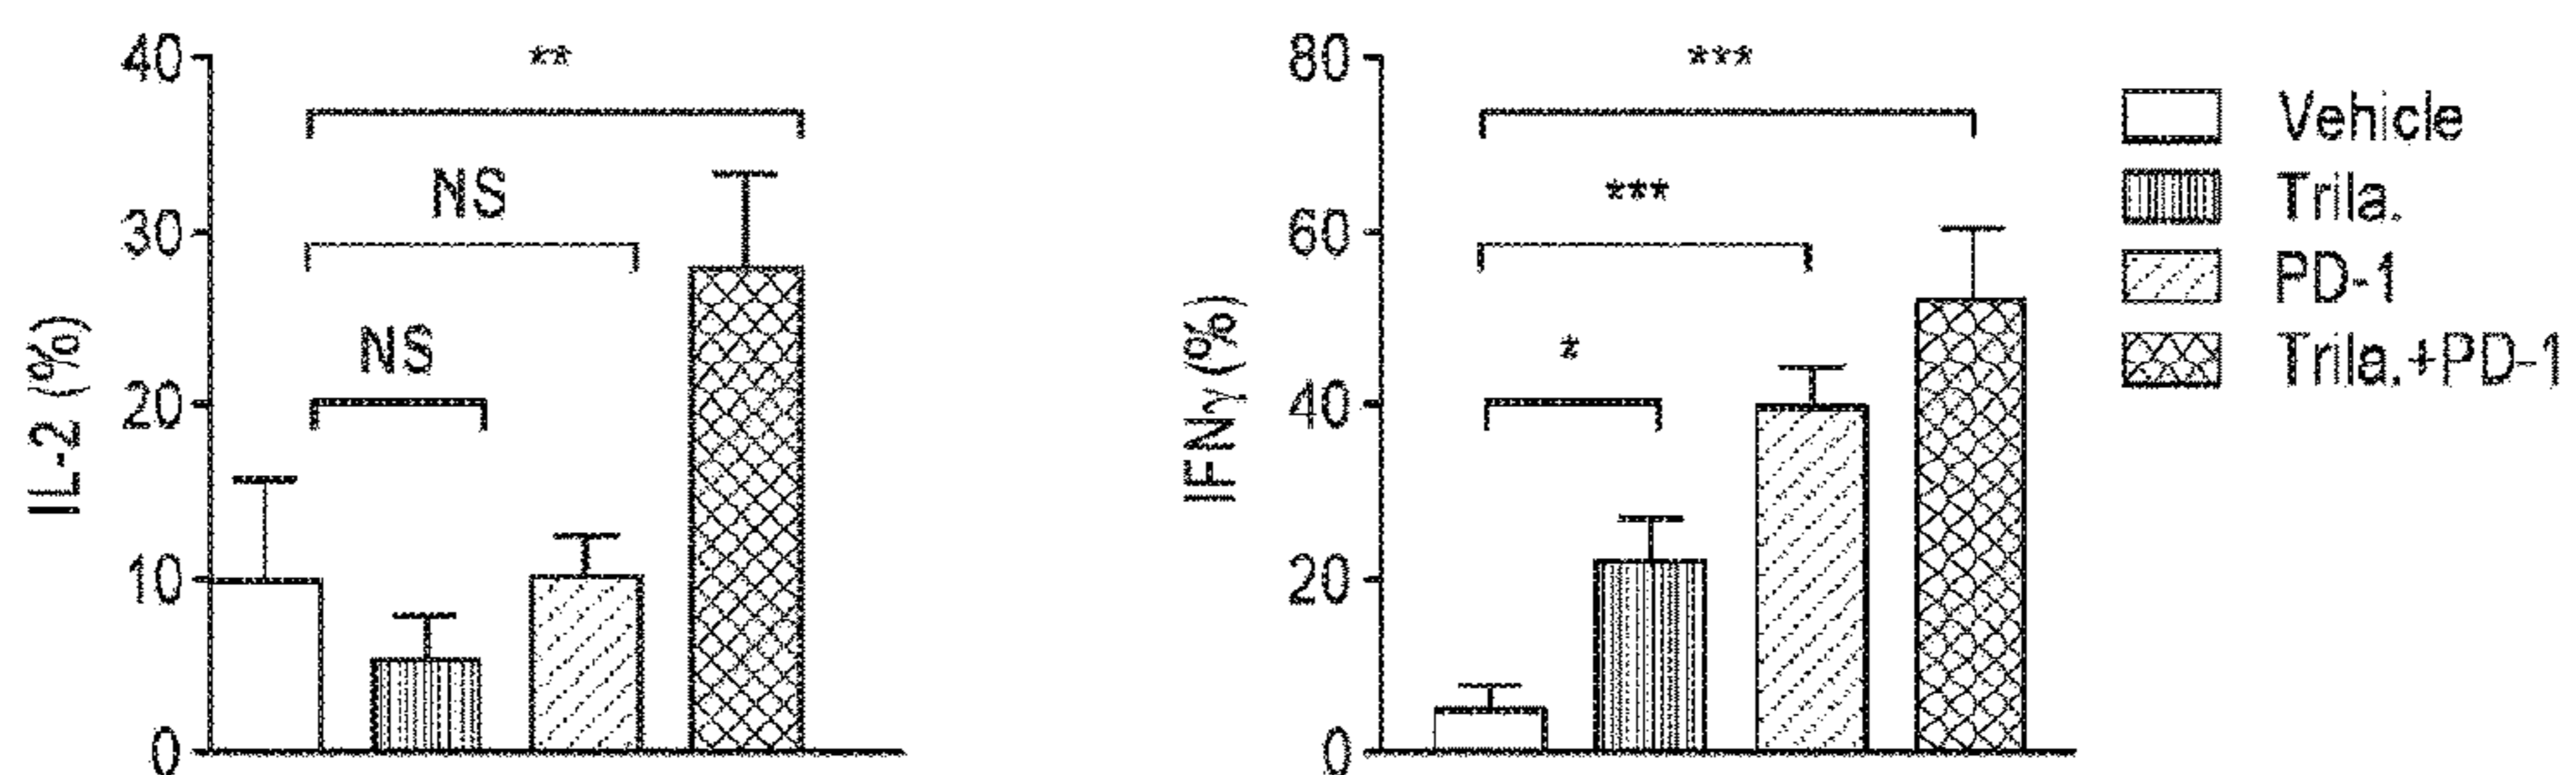 IL-2 (%)
40
30
20
10
0
**
NS
NS
IFNγ (%)
80
60
40
20
0
***
***
*
Vehicle
Trila.
PD-1
Trila.+PD-1